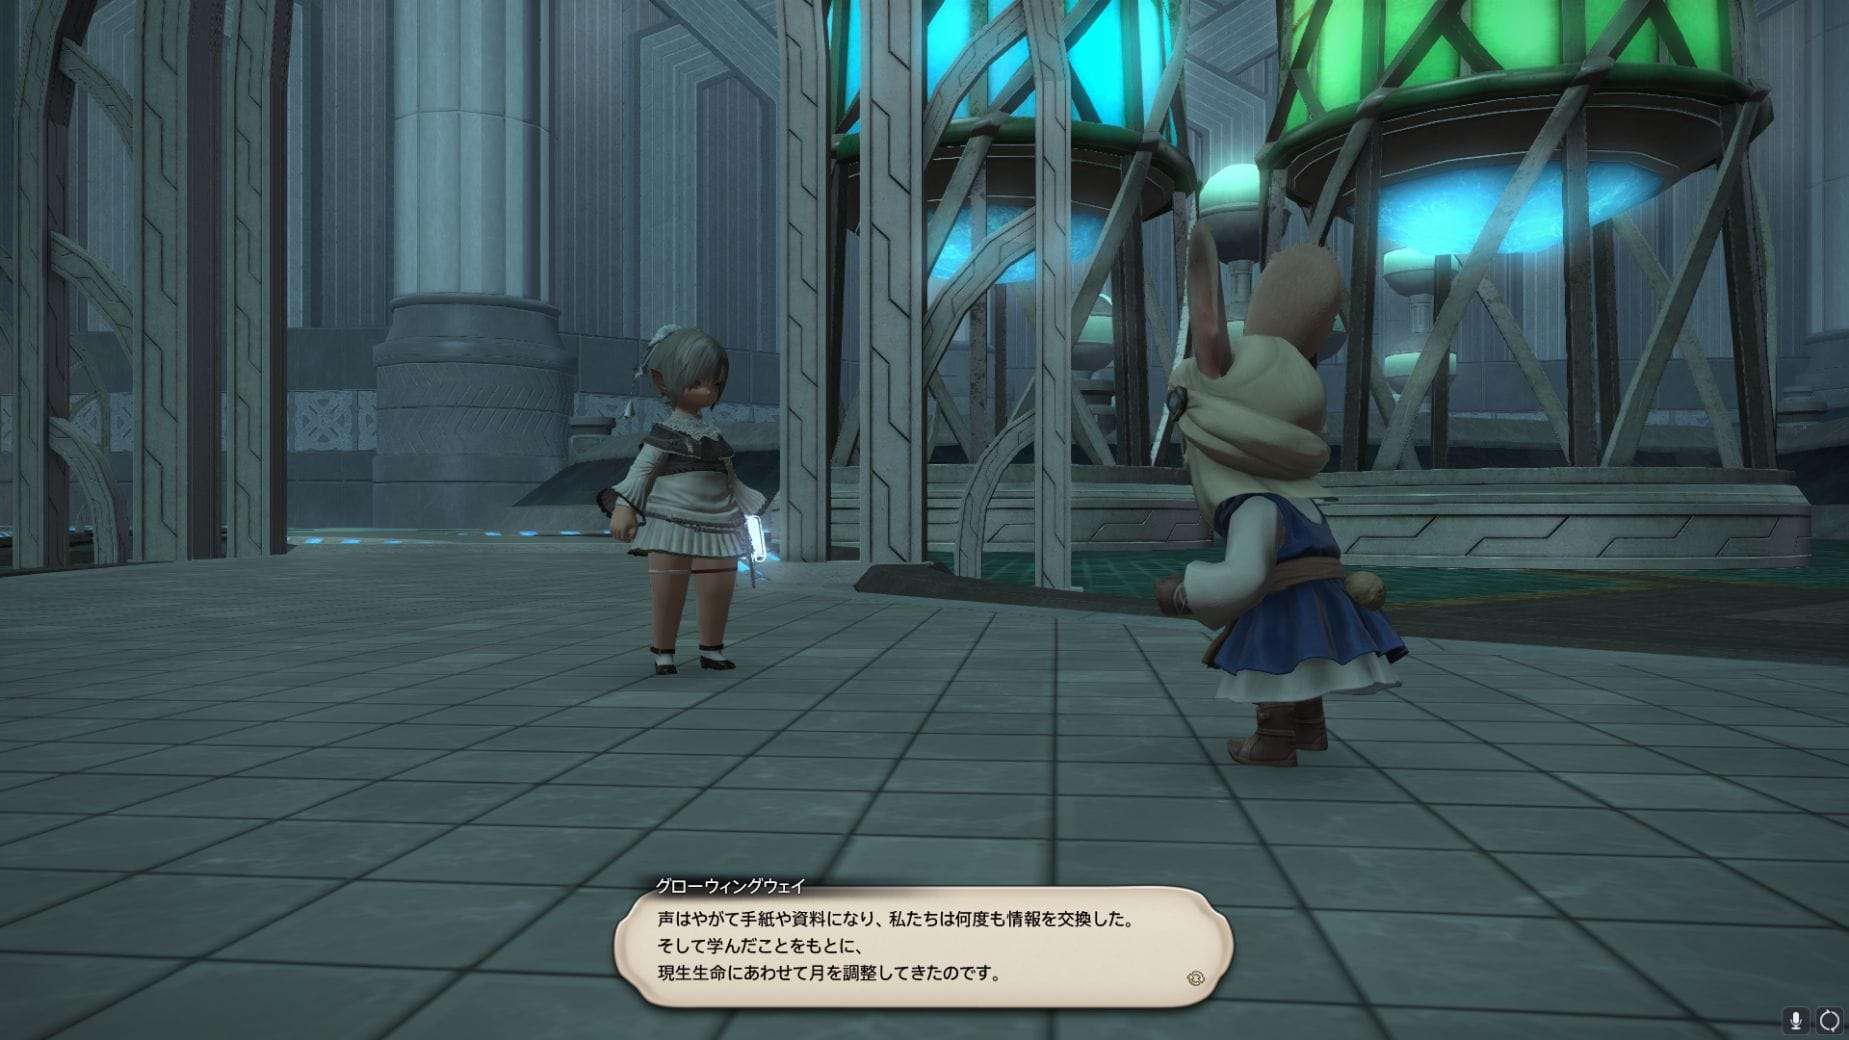 グローウィングウェイ
声はやがて手紙や資料になり、私たちは何度も情報を交換した。
そして学んだことをもとに、
現生生命にあわせて月を調整してきたのです。